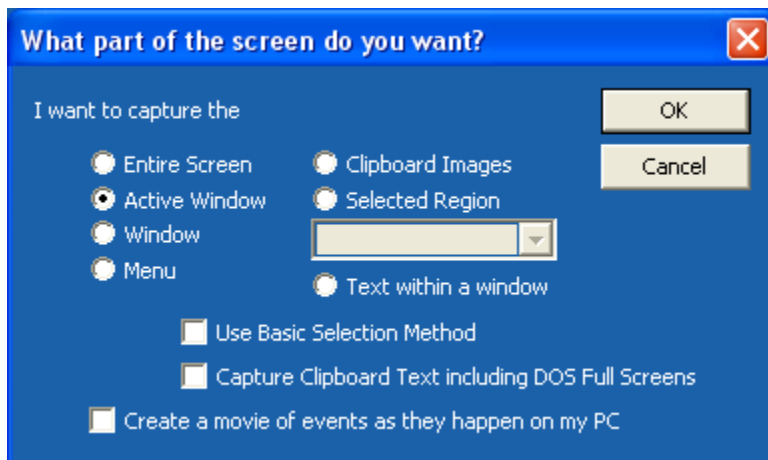 What part of the screen do you want?
I want to capture the
OK
Entire Screen
Clipboard Images
Cancel
Active Window
Selected Region
Window
Menu
Text within a window
Use Basic Selection Method
Capture Clipboard Text including DOS Full Screens
Create a movie of events as they happen on my PC